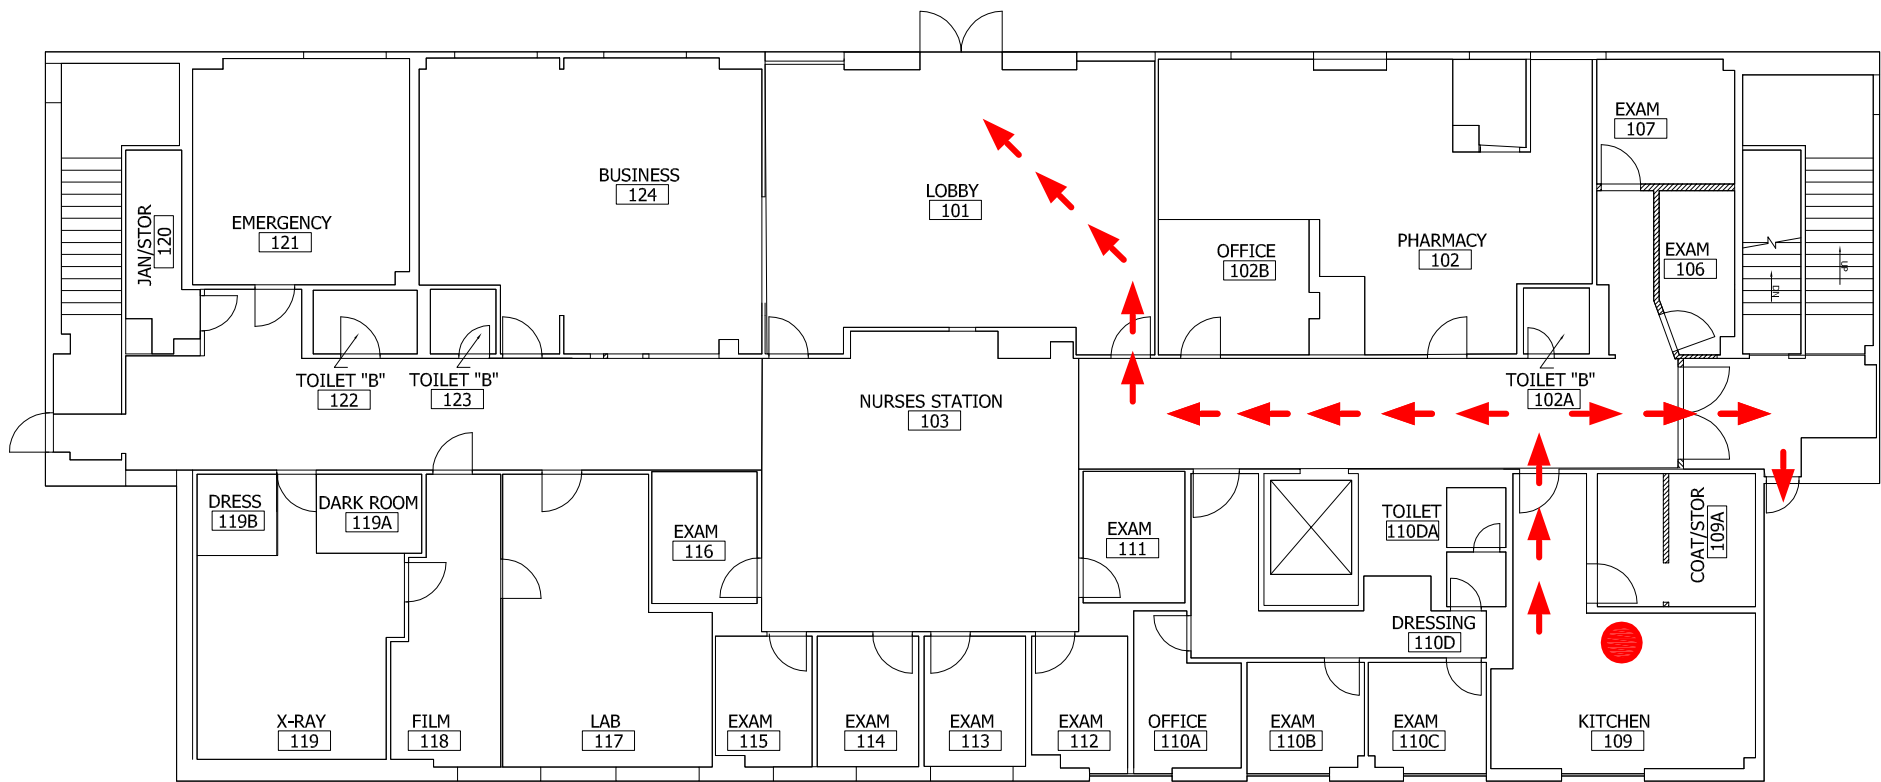 EXAM
107
BUSINESS
124
LOBBY
101
JAN/STOR
120
EMERGENCY
121
OFFICE
102B
PHARMACY
102
EXAM
106
UP
DN
TOILET "B"
122
TOILET "B"
123
NURSES STATION
103
TOILET "B"
102A
DRESS
119B
DARK ROOM
119A
EXAM
116
EXAM
111
TOILET
110DA
COAT/STOR
109A
DRESSING
110D
X-RAY
119
FILM
118
LAB
117
EXAM
115
EXAM
114
EXAM
113
EXAM
112
OFFICE
110A
EXAM
110B
EXAM
110C
KITCHEN
109